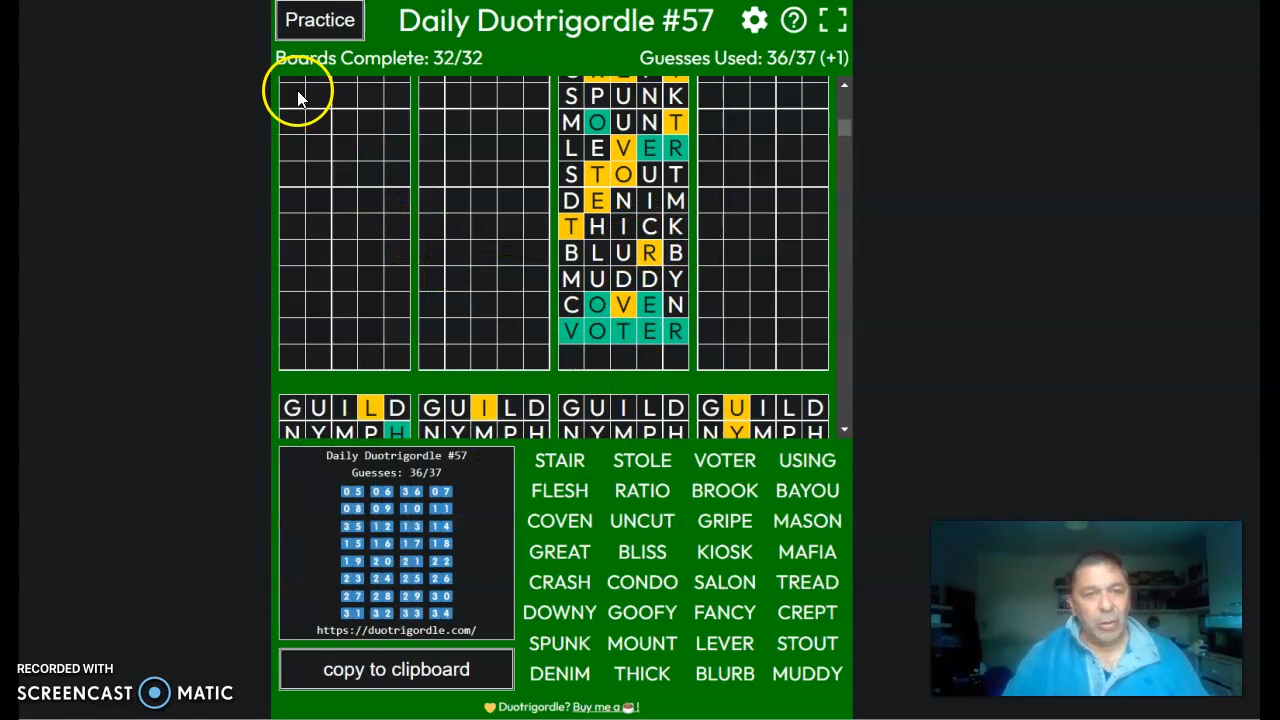 Practice
Daily Duotrigordle #57
Boards Complete: 32/32
Guesses Used: 36/37 (+1)
SPUNK
MOUNT
LEVER
STOUT
DENIM
THICK
BLURB
MUDDY
COVEN
VOTER
GUILD GUILD GUILD GUILD
NYMPH NYMPH NYMPH NYMPH
Daily Duotrigordle #57
Guesses: 36/37
05 06 36 07
08 09 10 11
35 12 13 14
15 16 17 18
19 20 21 22
23 24 25 26
27 28 29 30
31 32 33 34
https://duotrigordle.com/
copy to clipboard
STAIR STOLE VOTER USING
FLESH RATIO BROOK BAYOU
COVEN UNCUT GRIPE MASON
GREAT BLISS KIOSK MAFIA
CRASH CONDO SALON TREAD
DOWNY GOOFY FANCY CREPT
SPUNK MOUNT LEVER STOUT
DENIM THICK BLURB MUDDY
Duotrigordle? Buy me a ☕!
RECORDED WITH
SCREENCAST MATIC